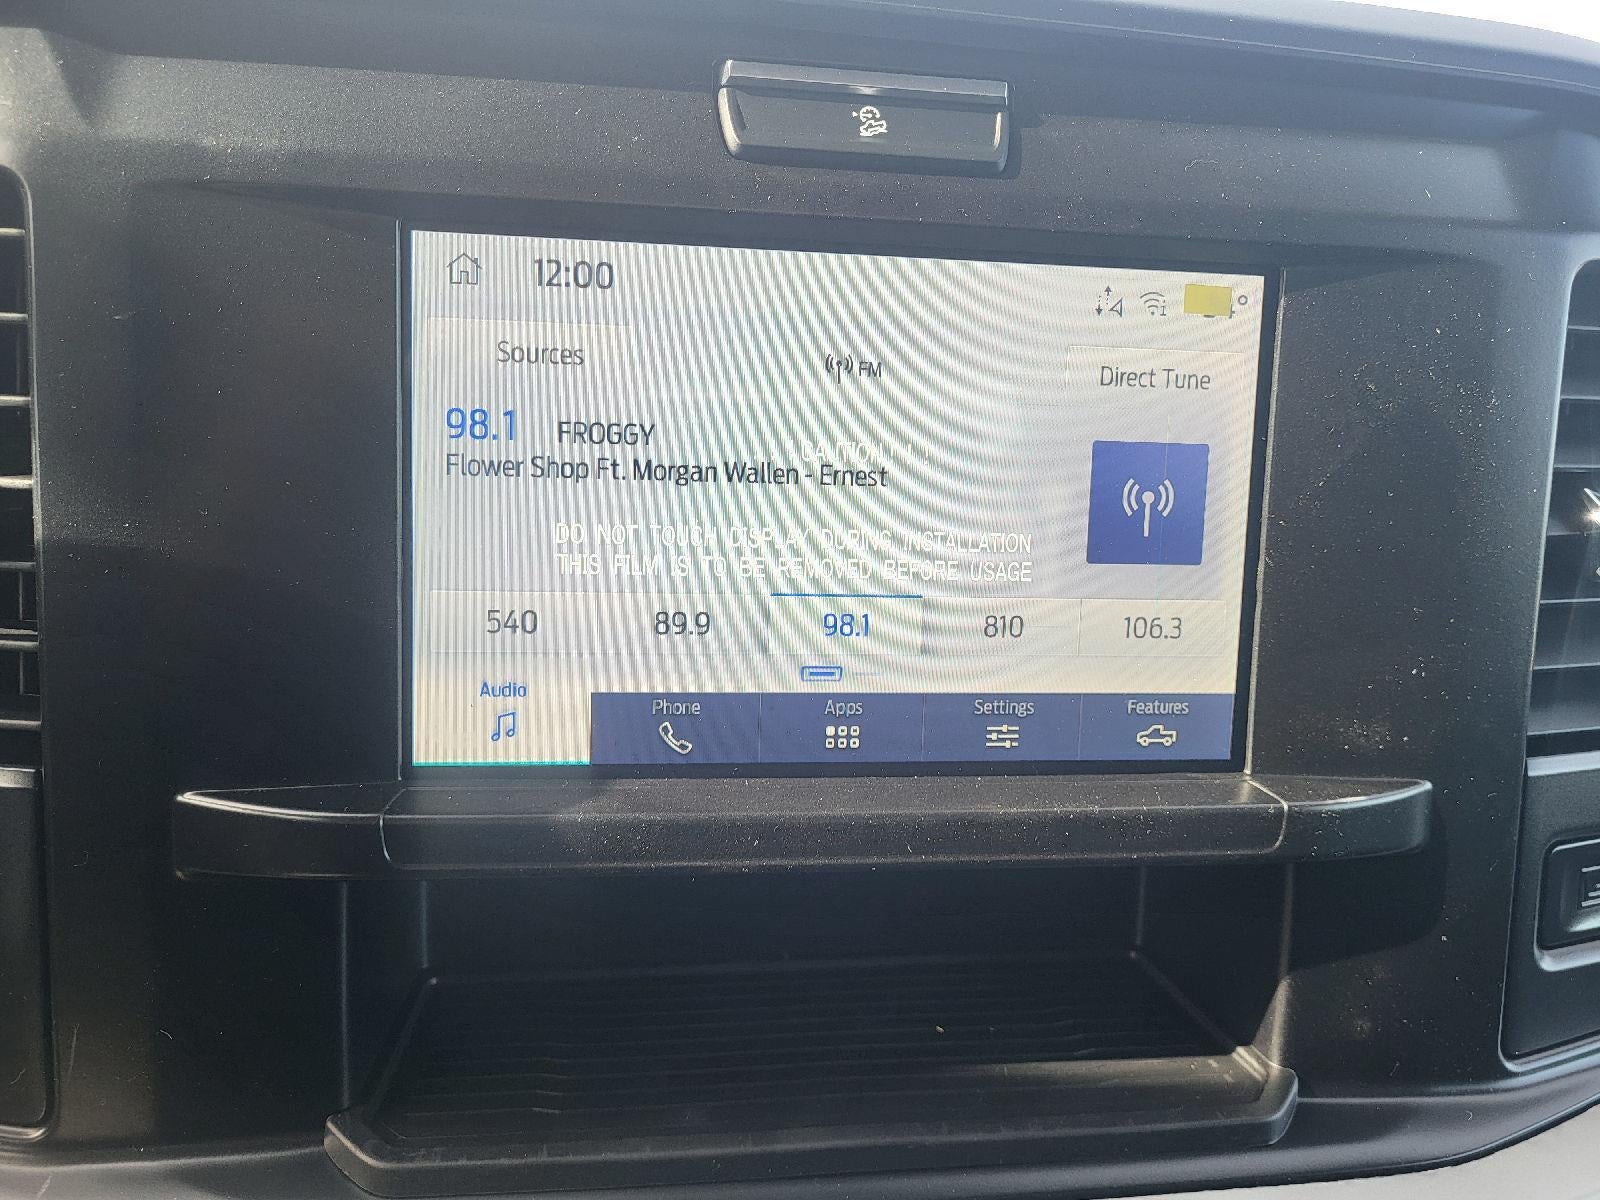 12:00
Sources
FM
Direct Tune
98.1 FROGGY
CAUTION
Flower Shop Ft. Morgan Wallen - Ernest
DO NOT TOUCH DISPLAY DURING INSTALLATION
THIS FILM IS TO BE REMOVED BEFORE USAGE
540 89.9 98.1 810 106.3
Audio Phone Apps Settings Features